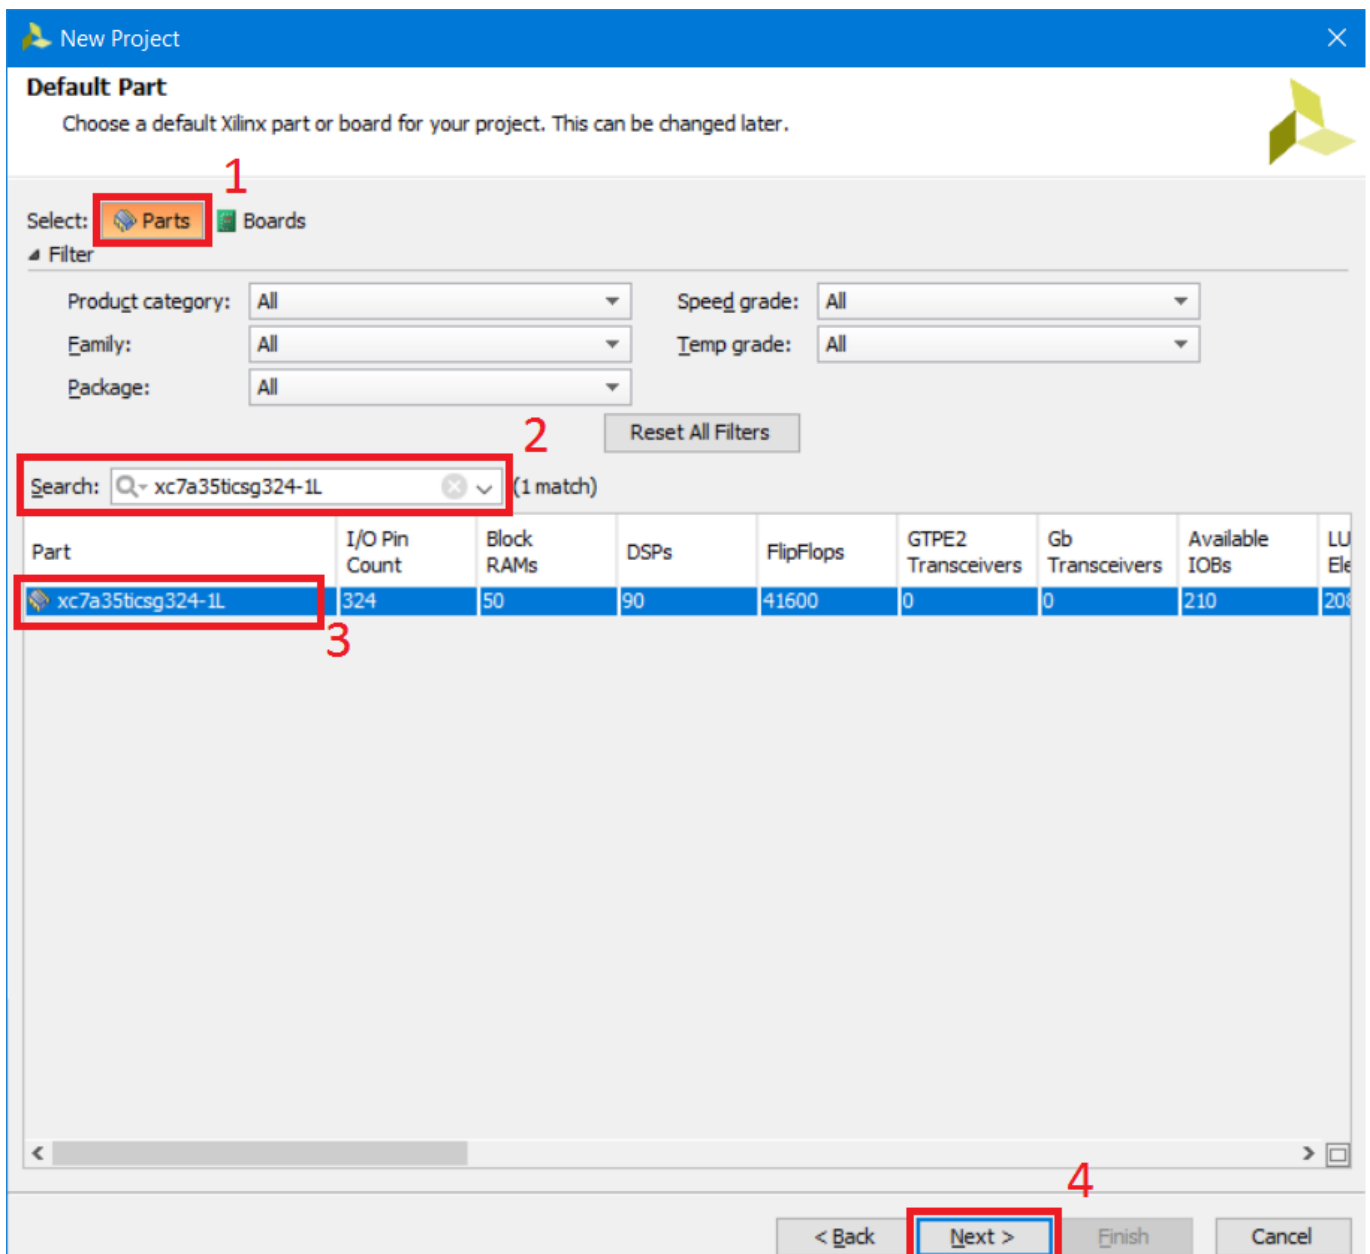 New Project
Default Part
Choose a default Xilinx part or board for your project. This can be changed later.
1
Select: Parts Boards
Filter
Product category: All Speed grade: All
Family: All Temp grade: All
Package: All
2 Reset All Filters
Search: xc7a35ticsg324-1L (1 match)
Part I/O Pin Count Block RAMs DSPs FlipFlops GTPE2 Transceivers Gb Transceivers Available IOBs LU Ele
xc7a35ticsg324-1L 324 50 90 41600 0 0 210 208
3
4
< Back Next > Finish Cancel